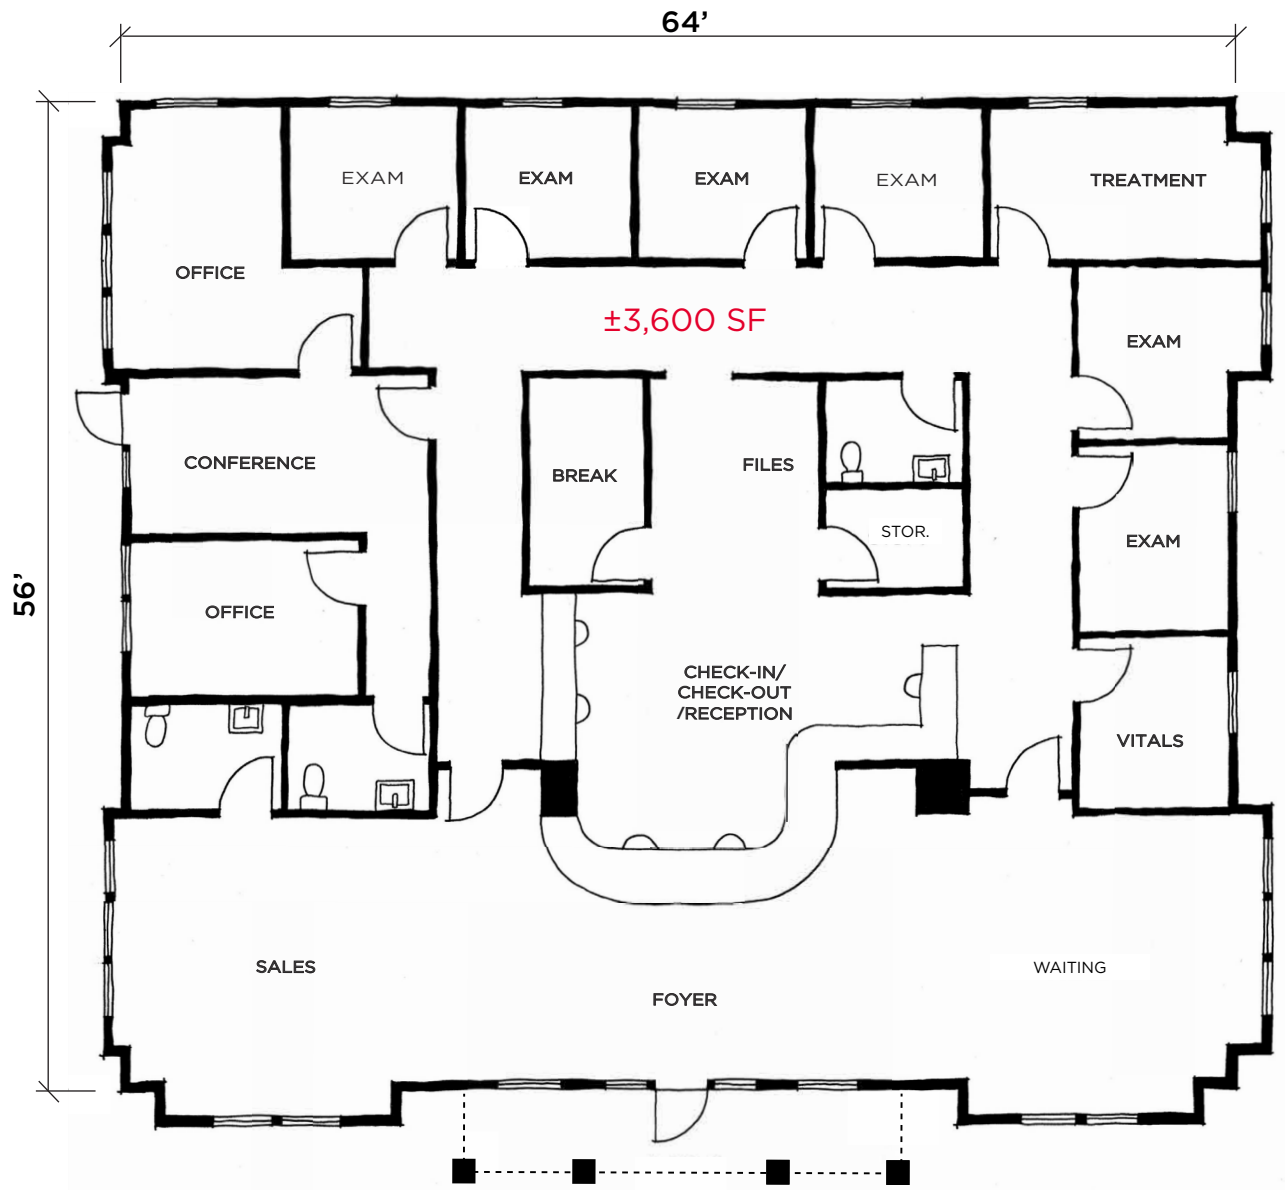 64’
EXAM
EXAM
EXAM
EXAM
TREATMENT
OFFICE
±3,600 SF
EXAM
CONFERENCE
BREAK
FILES
STOR.
EXAM
56’
OFFICE
CHECK-IN/
CHECK-OUT
/RECEPTION
VITALS
SALES
FOYER
WAITING